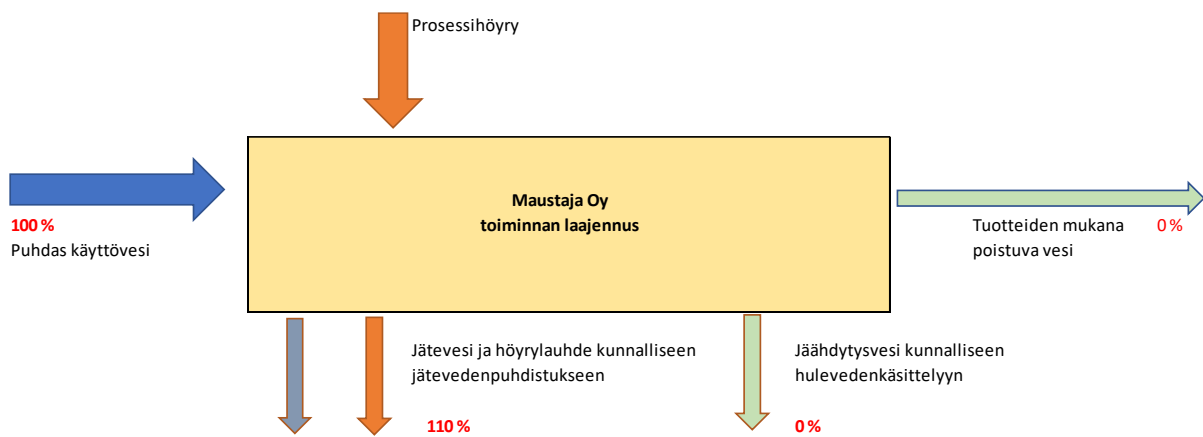 Prosessihöyry
Maustaja Oy
toiminnan laajennus
100 %
Puhdas käyttövesi
Tuotteiden mukana 0 %
poistuva vesi
Jätevesi ja höyrylauhde kunnalliseen
jätevedenpuhdistukseen
110 %
Jäähdytysvesi kunnalliseen
hulevedenkäsittelyyn
0 %